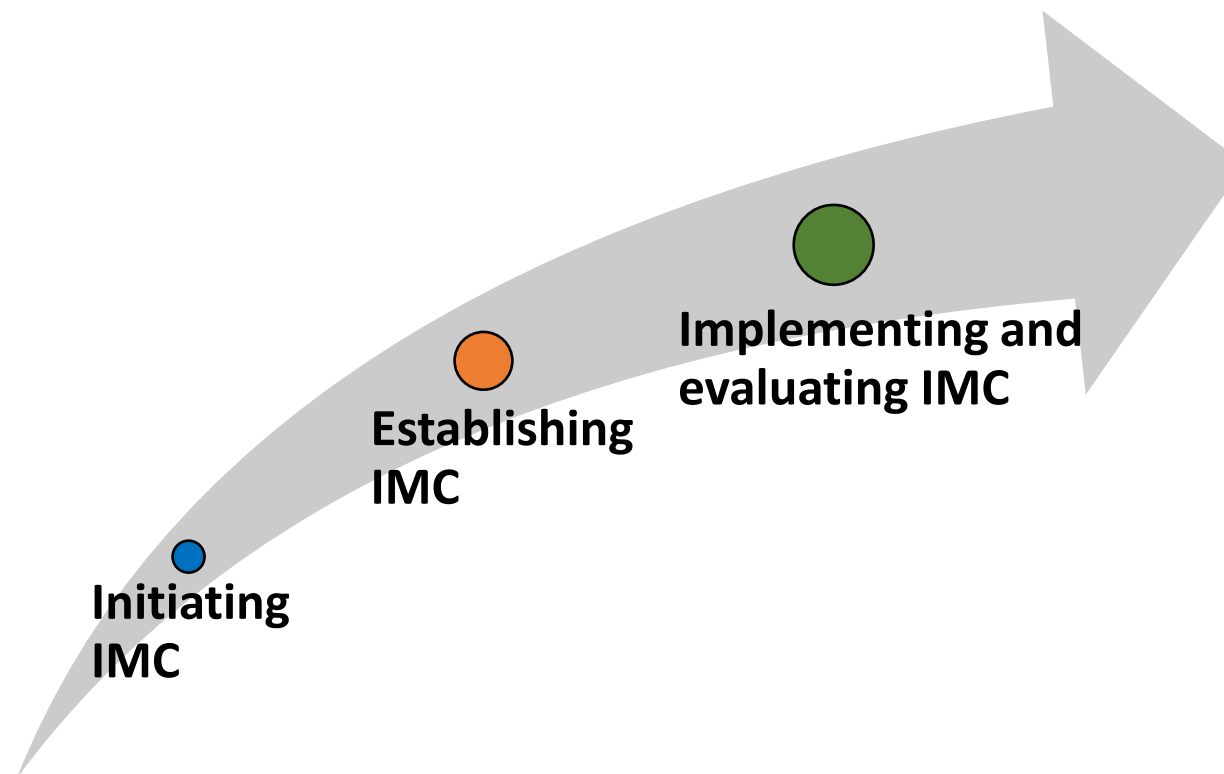 Implementing and
evaluating IMC
Establishing
IMC
Initiating
IMC